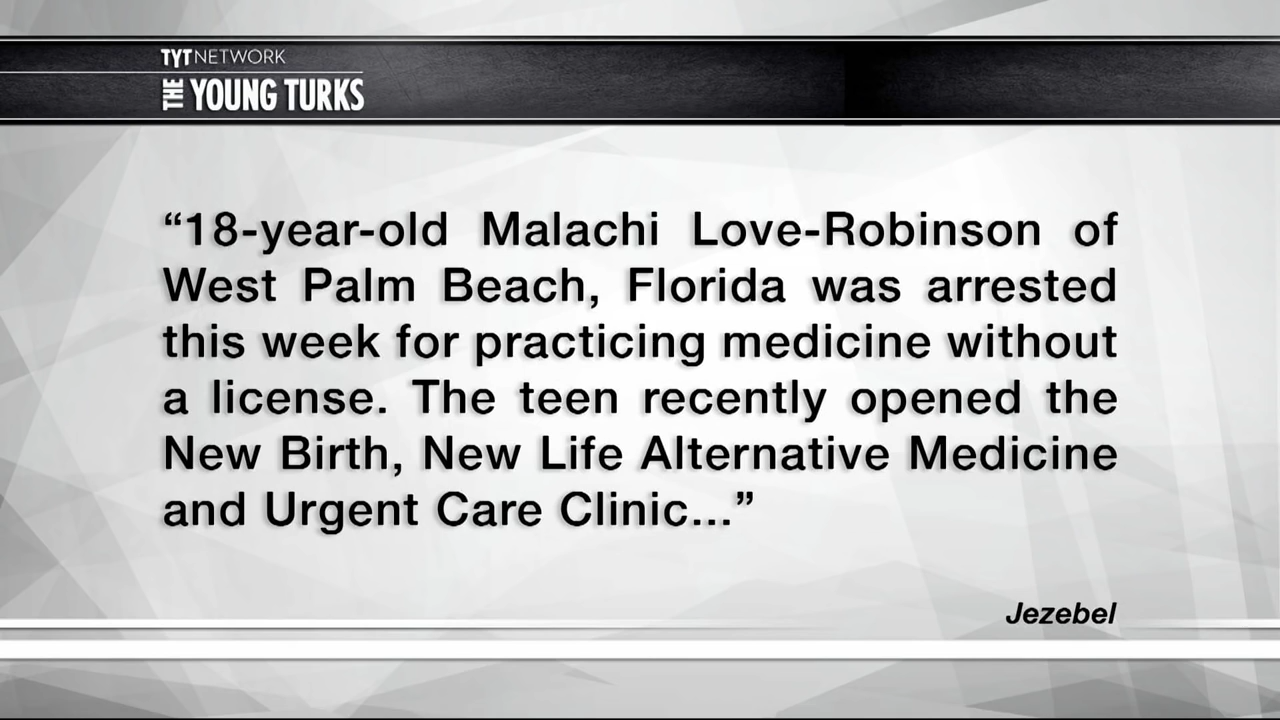 TYT NETWORK
THE YOUNG TURKS
“18-year-old Malachi Love-Robinson of
West Palm Beach, Florida was arrested
this week for practicing medicine without
a license. The teen recently opened the
New Birth, New Life Alternative Medicine
and Urgent Care Clinic...”
Jezebel